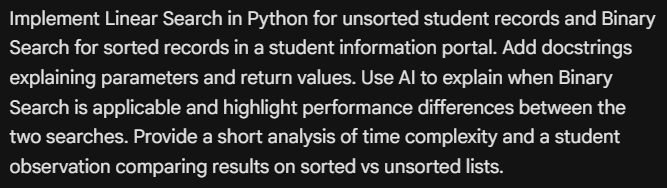 Implement Linear Search in Python for unsorted student records and Binary
Search for sorted records in a student information portal. Add docstrings
explaining parameters and return values. Use AI to explain when Binary
Search is applicable and highlight performance differences between the
two searches. Provide a short analysis of time complexity and a student
observation comparing results on sorted vs unsorted lists.